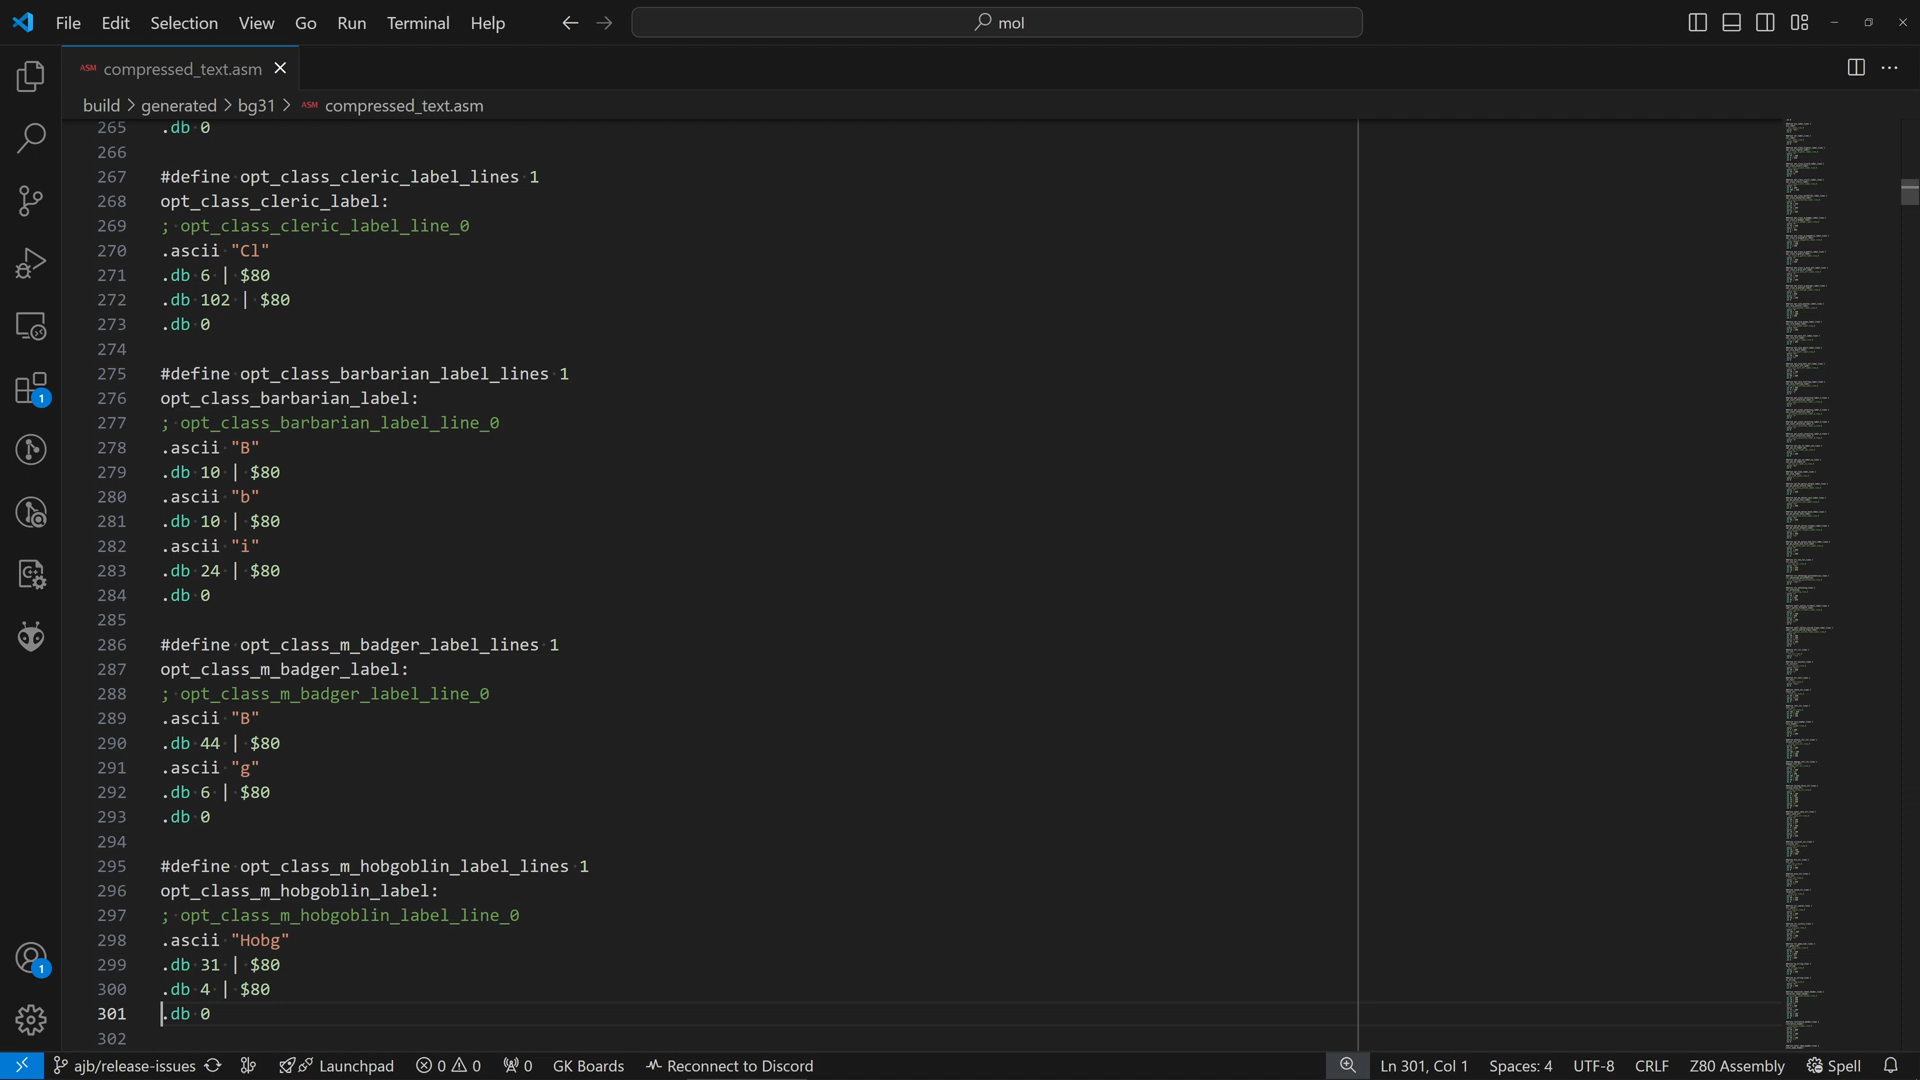 File Edit Selection View Go Run Terminal Help
mol
ASM compressed_text.asm
build > generated > bg31 > ASM compressed_text.asm
265 .db 0
266
267 #define opt_class_cleric_label_lines 1
268 opt_class_cleric_label:
269 ; opt_class_cleric_label_line_0
270 .ascii "Cl"
271 .db 6 | $80
272 .db 102 | $80
273 .db 0
274
275 #define opt_class_barbarian_label_lines 1
276 opt_class_barbarian_label:
277 ; opt_class_barbarian_label_line_0
278 .ascii "B"
279 .db 10 | $80
280 .ascii "b"
281 .db 10 | $80
282 .ascii "i"
283 .db 24 | $80
284 .db 0
285
286 #define opt_class_m_badger_label_lines 1
287 opt_class_m_badger_label:
288 ; opt_class_m_badger_label_line_0
289 .ascii "B"
290 .db 44 | $80
291 .ascii "g"
292 .db 6 | $80
293 .db 0
294
295 #define opt_class_m_hobgoblin_label_lines 1
296 opt_class_m_hobgoblin_label:
297 ; opt_class_m_hobgoblin_label_line_0
298 .ascii "Hobg"
299 .db 31 | $80
300 .db 4 | $80
301 .db 0
302
1
1
ajb/release-issues Launchpad 0 0 0 GK Boards Reconnect to Discord Ln 301, Col 1 Spaces: 4 UTF-8 CRLF Z80 Assembly Spell